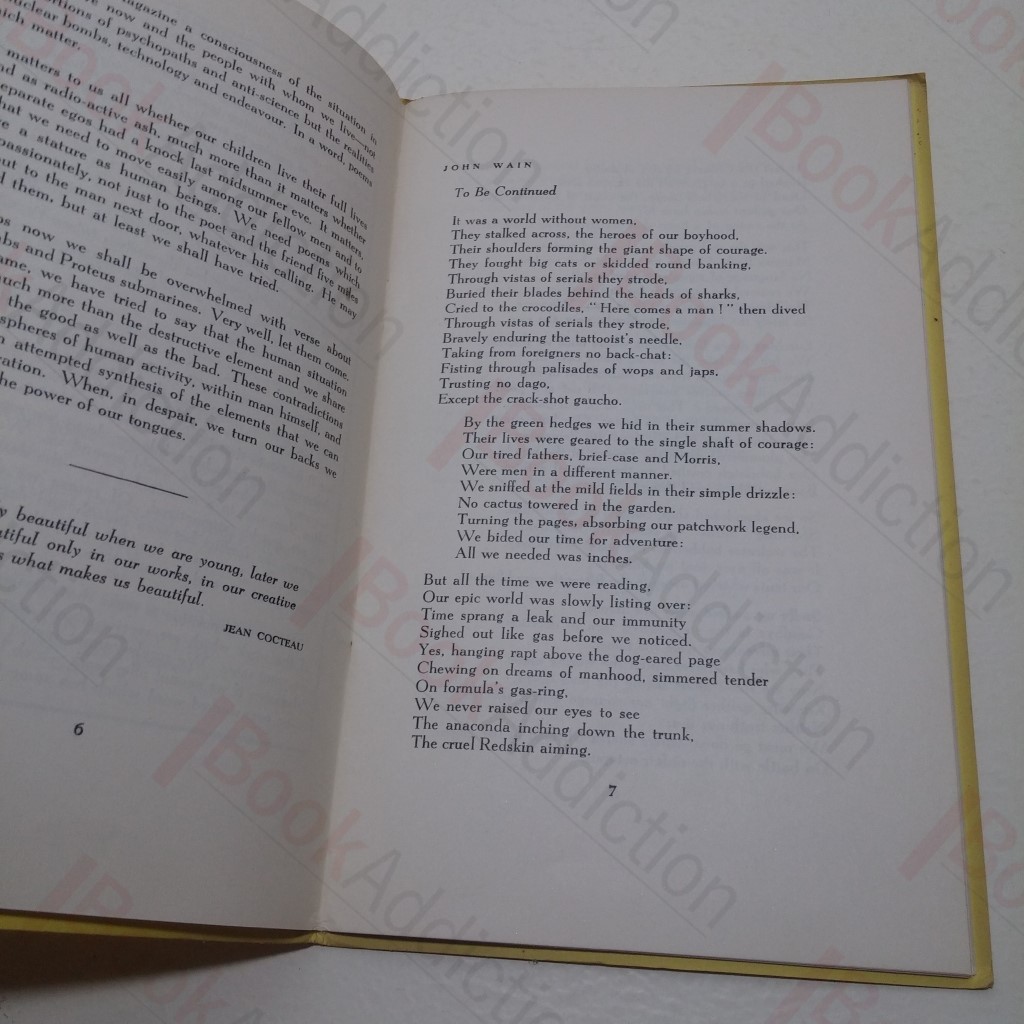 magazine a consciousness of the situation in
now and the people with whom we live—not
ortions of psychopaths and anti-science but the realities
nuclear bombs, technology and endeavour. In a word, poems
which matter.
matters to us all whether our children live their full lives
as radio-active ash, much more than it matters whether
separate egos had a knock last midsummer eve. It matters,
that we need to move easily among our fellow men and to
a stature as human beings. We need poems which
passionately, not just to the poet and the friend five miles
but to the man next door, whatever his calling. He may
them, but at least we shall have tried.
now we shall be overwhelmed with verse about
and Proteus submarines. Very well, let them come.
we have tried to say that the human situation
much more than the destructive element and we share
the good as well as the bad. These contradictions
spheres of human activity, within man himself, and
attempted synthesis of the elements that we can
When, in despair, we turn our backs we
the power of our tongues.
beautiful when we are young, later we
only in our works, in our creative
what makes us beautiful.
JEAN COCTEAU
6
JOHN WAIN
To Be Continued
It was a world without women,
They stalked across, the heroes of our boyhood,
Their shoulders forming the giant shape of courage.
They fought big cats or skidded round banking,
Through vistas of serials they strode,
Buried their blades behind the heads of sharks,
Cried to the crocodiles, "Here comes a man !" then dived
Through vistas of serials they strode,
Bravely enduring the tattooist's needle,
Taking from foreigners no back-chat:
Fisting through palisades of wops and japs,
Trusting no dago,
Except the crack-shot gaucho.
By the green hedges we hid in their summer shadows.
Their lives were geared to the single shaft of courage:
Our tired fathers, brief-case and Morris,
Were men in a different manner.
We sniffed at the mild fields in their simple drizzle:
No cactus towered in the garden.
Turning the pages, absorbing our patchwork legend,
We bided our time for adventure:
All we needed was inches.
But all the time we were reading,
Our epic world was slowly listing over:
Time sprang a leak and our immunity
Sighed out like gas before we noticed.
Yes, hanging rapt above the dog-eared page
Chewing on dreams of manhood, simmered tender
On formula's gas-ring,
We never raised our eyes to see
The anaconda inching down the trunk,
The cruel Redskin aiming.
7
BookAddiction